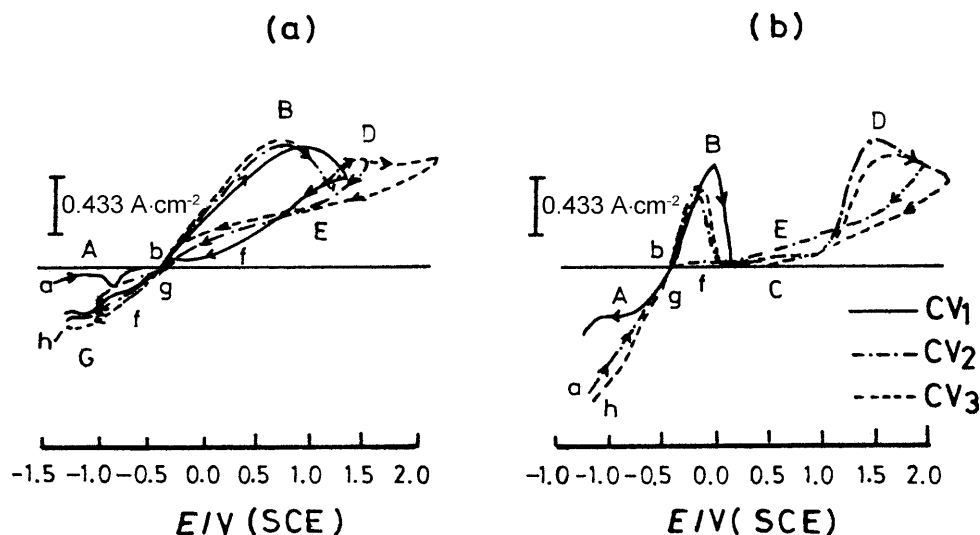 (a)
B
D
0.433 A·cm-2
A
b
E
a
f
g
f
h
G
-1.5 -1.0 -0.5 0.0 0.5 1.0 1.5 2.0
E/V (SCE)
(b)
D
B
0.433 A·cm-2
b
E
A
g
f
C
a
h
CV1
CV2
CV3
-1.0 -0.5 0.0 0.5 1.0 1.5 2.0
E/V( SCE)